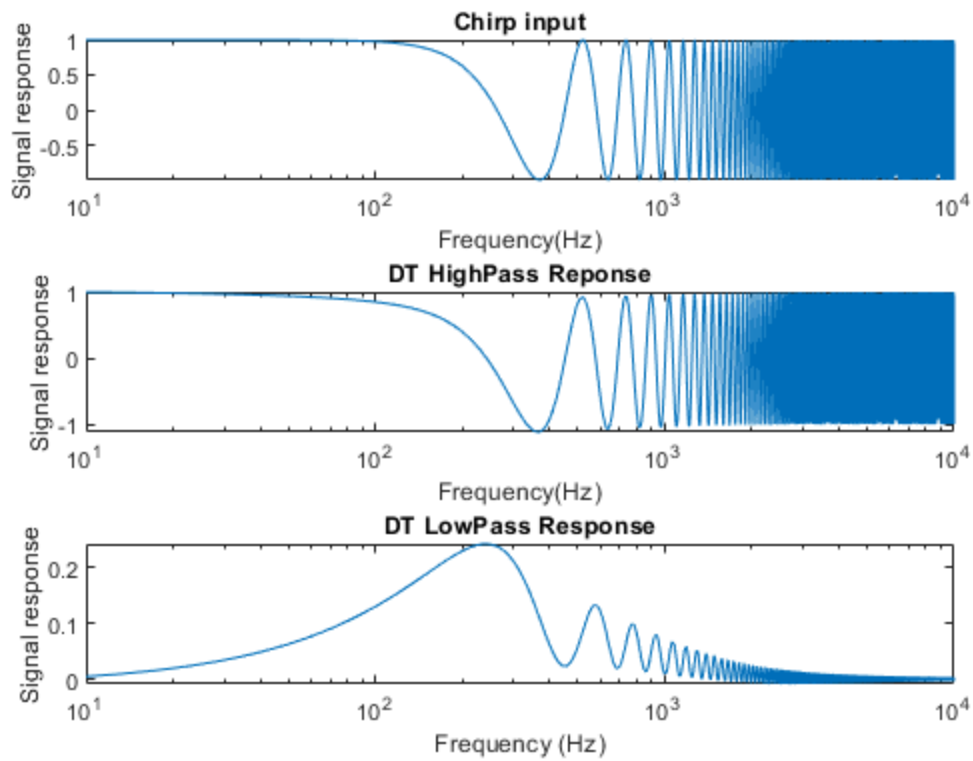 Chirp input
Signal response
1
0.5
0
-0.5
10^1 10^2 10^3 10^4
Frequency(Hz)
DT HighPass Reponse
Signal response
1
0
-1
10^1 10^2 10^3 10^4
Frequency(Hz)
DT LowPass Response
Signal response
0.2
0.1
0
10^1 10^2 10^3 10^4
Frequency (Hz)